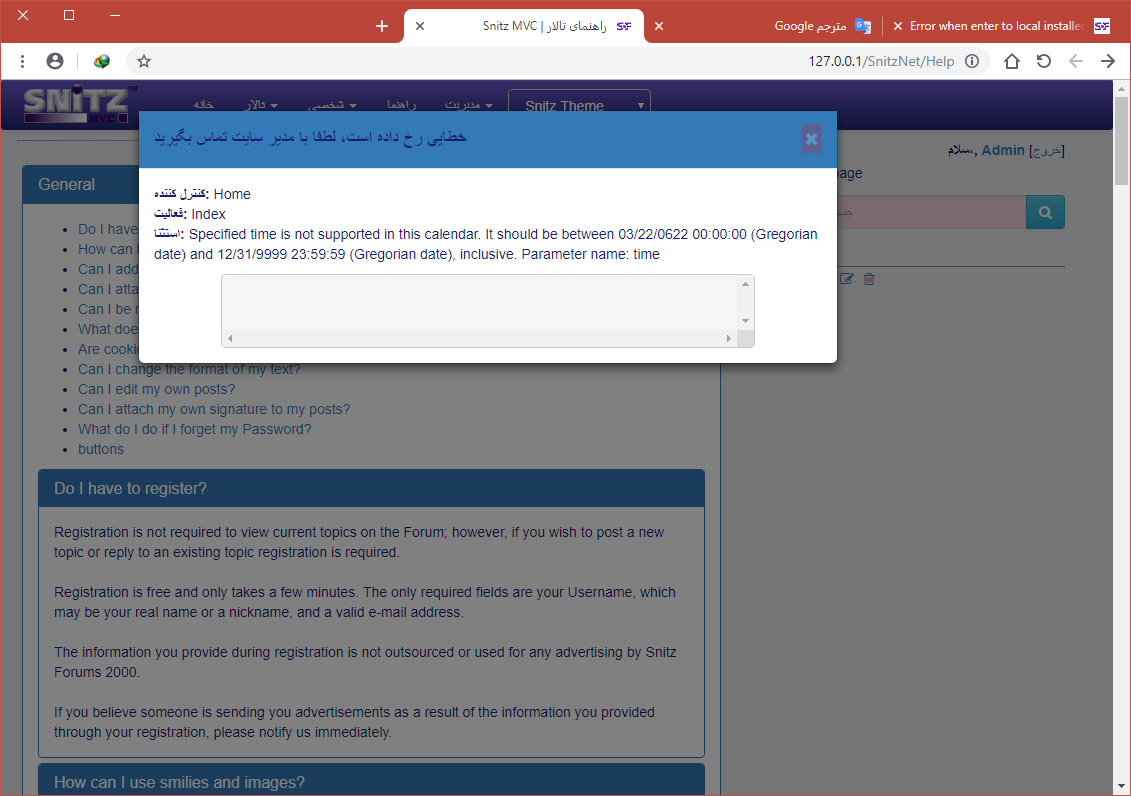 Snitz MVC | راهنمای تالار
مترجم Google
Error when enter to local installe
127.0.0.1/SnitzNet/Help
SNiTZ™
MVC
خانه
تالار
شخصی
راهنما
مدیریت
Snitz Theme
خطایی رخ داده است، لطفا با مدیر سایت تماس بگیرید
کنترل کننده: Home
فعالیت: Index
استثنا: Specified time is not supported in this calendar. It should be between 03/22/0622 00:00:00 (Gregorian
date) and 12/31/9999 23:59:59 (Gregorian date), inclusive. Parameter name: time
سلام،, Admin [خروج]
page
General
Do I have
How can I
Can I add
Can I atta
Can I be n
What doe
Are cooki
Can I change the format of my text?
Can I edit my own posts?
Can I attach my own signature to my posts?
What do I do if I forget my Password?
buttons
Do I have to register?
Registration is not required to view current topics on the Forum; however, if you wish to post a new
topic or reply to an existing topic registration is required.
Registration is free and only takes a few minutes. The only required fields are your Username, which
may be your real name or a nickname, and a valid e-mail address.
The information you provide during registration is not outsourced or used for any advertising by Snitz
Forums 2000.
If you believe someone is sending you advertisements as a result of the information you provided
through your registration, please notify us immediately.
How can I use smilies and images?